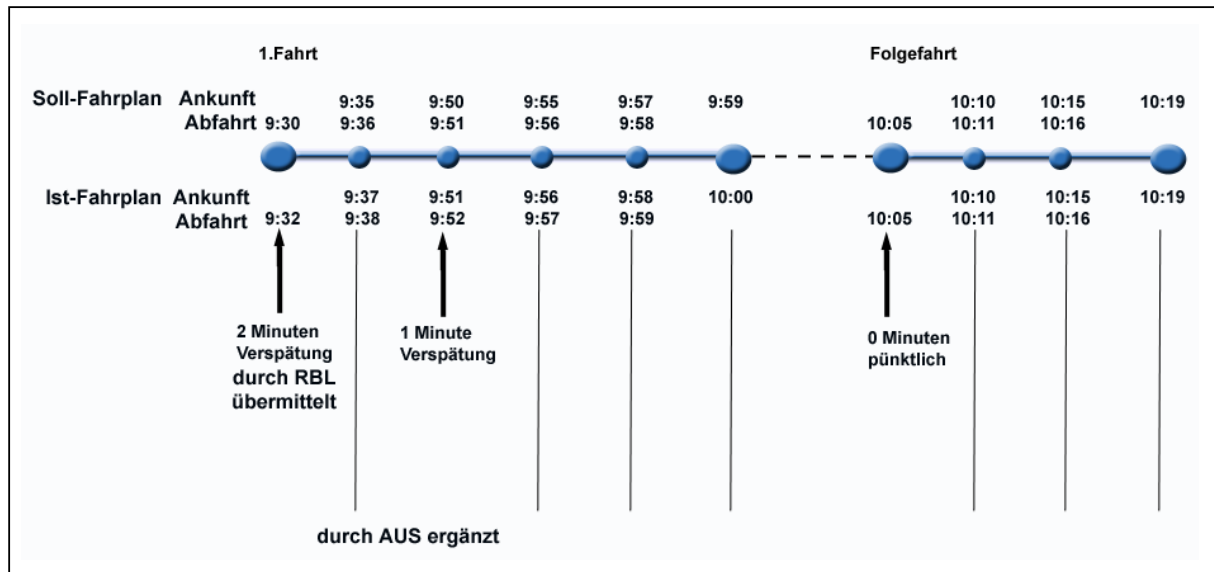 1.Fahrt Folgefahrt
Soll-Fahrplan Ankunft 9:35 9:50 9:55 9:57 9:59 10:10 10:15 10:19
Abfahrt 9:30 9:36 9:51 9:56 9:58 10:05 10:11 10:16
Ist-Fahrplan Ankunft 9:37 9:51 9:56 9:58 10:00 10:10 10:15 10:19
Abfahrt 9:32 9:38 9:52 9:57 9:59 10:05 10:11 10:16
2 Minuten
Verspätung
durch RBL
übermittelt
1 Minute
Verspätung
0 Minuten
pünktlich
durch AUS ergänzt